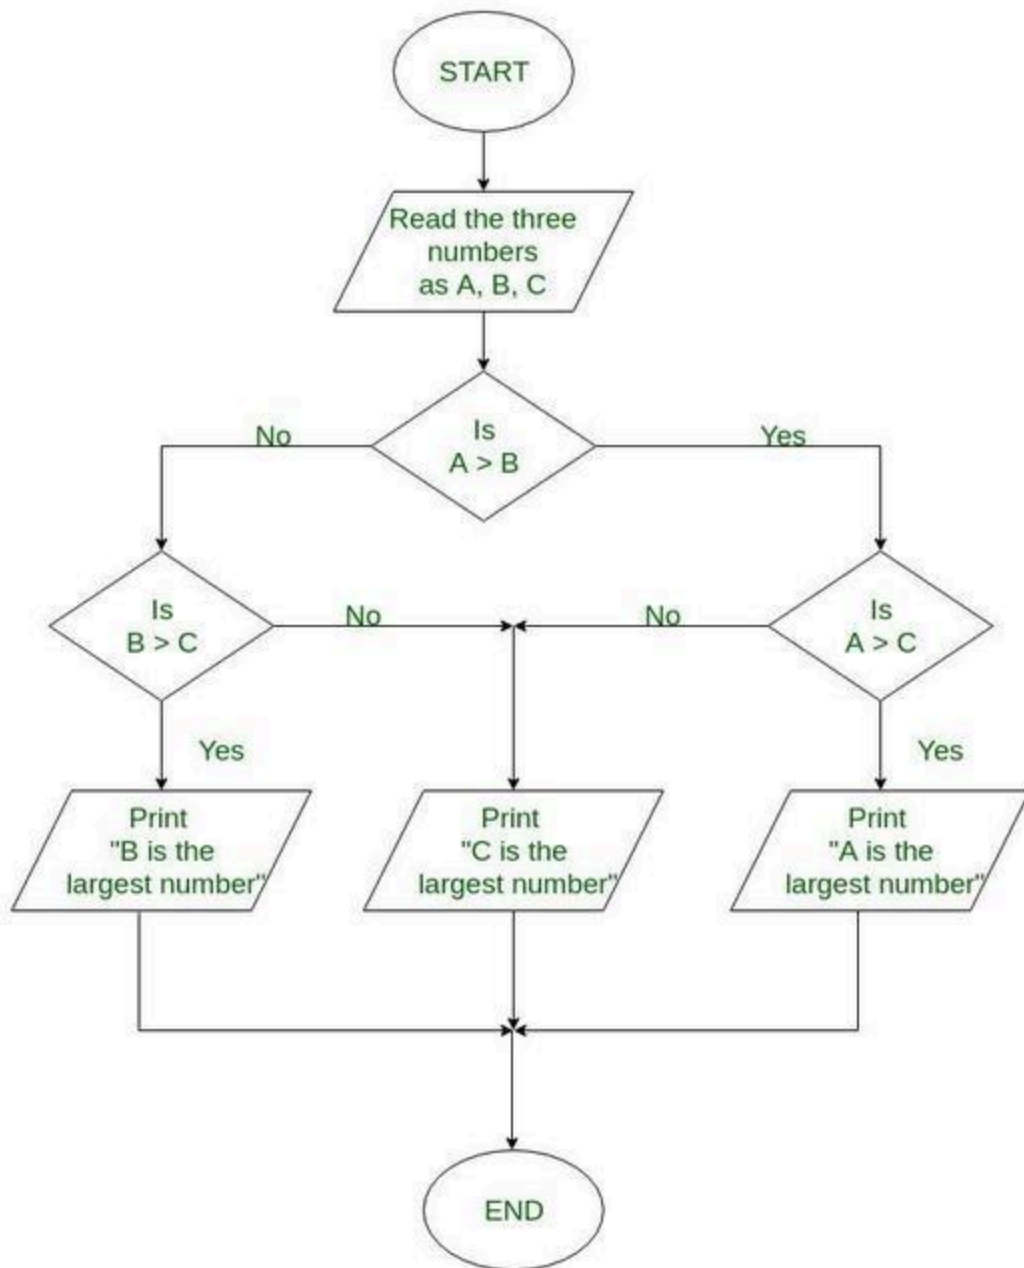 START
Read the three
numbers
as A, B, C
Is
A > B
No
Yes
Is
B > C
No
No
Is
A > C
Yes
Yes
Print
"B is the
largest number"
Print
"C is the
largest number"
Print
"A is the
largest number"
END